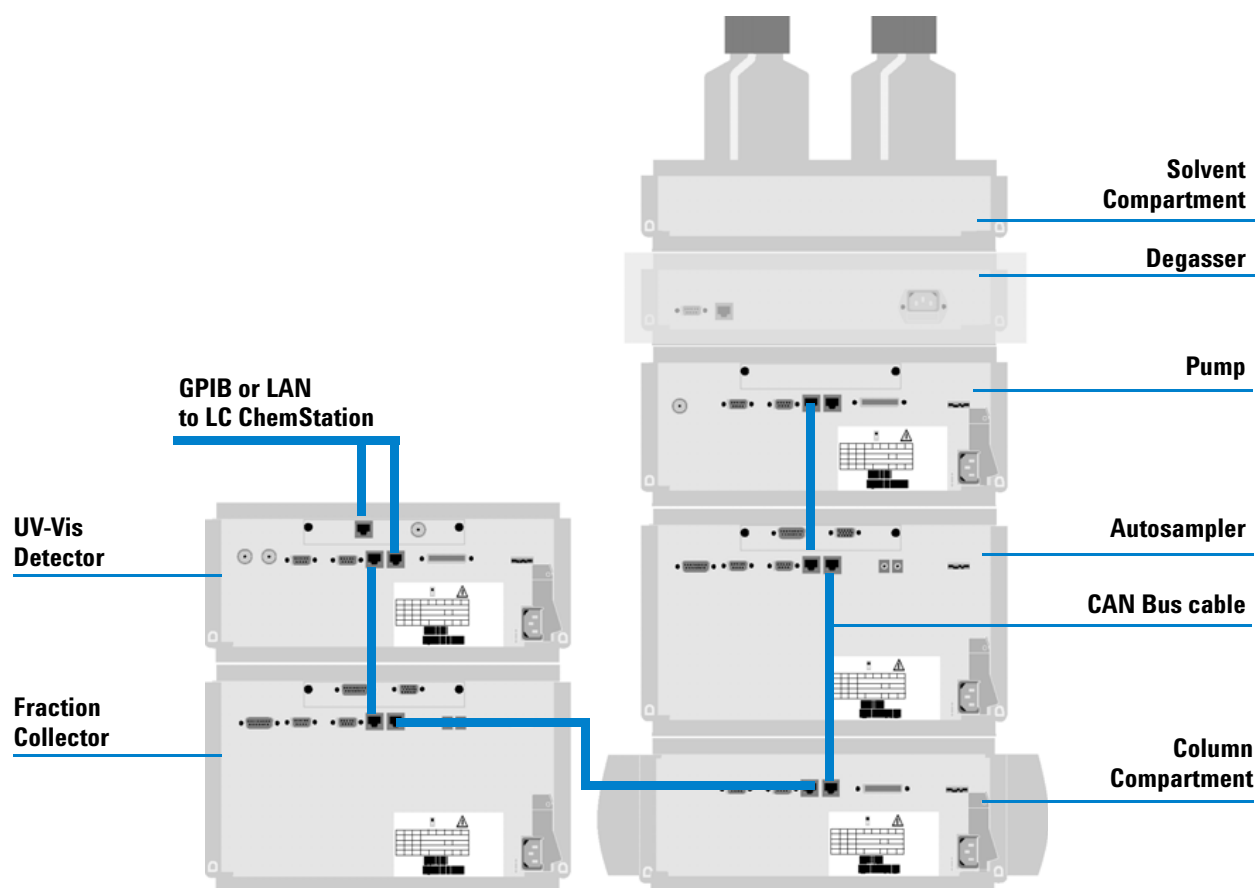 Solvent
Compartment
Degasser
Pump
GPIB or LAN
to LC ChemStation
UV-Vis
Detector
Autosampler
CAN Bus cable
Fraction
Collector
Column
Compartment